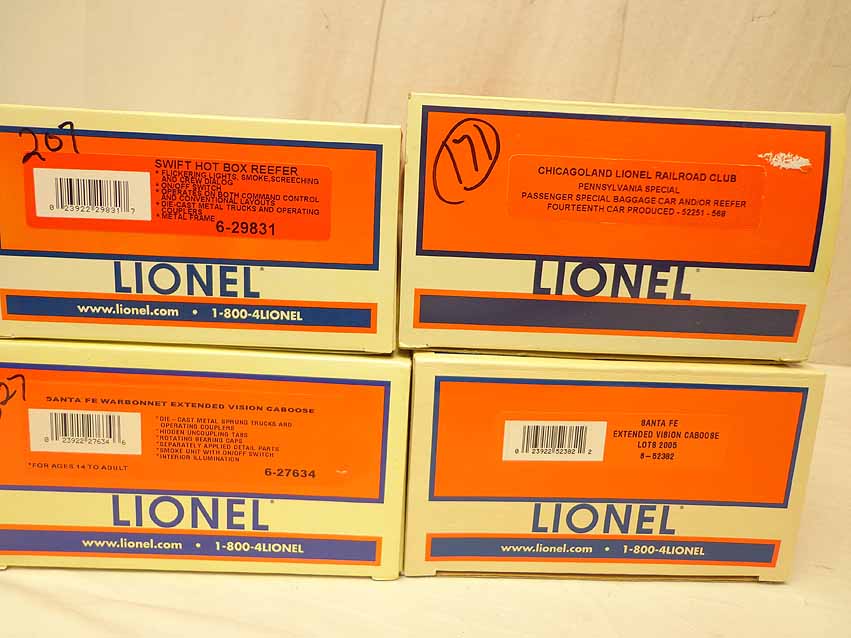 207
SWIFT HOT BOX REEFER
* FLICKERING LIGHTS, SMOKE, SCREECHING
AND CREW DIALOG
* ON/OFF SWITCH
* OPERATES ON BOTH COMMAND CONTROL
AND CONVENTIONAL LAYOUTS
* DIE-CAST METAL TRUCKS AND OPERATING
COUPLERS
* METAL FRAME
6-29831
0 23922 29831 7
LIONEL
www.lionel.com • 1-800-4LIONEL
171
CHICAGOLAND LIONEL RAILROAD CLUB
PENNSYLVANIA SPECIAL
PASSENGER SPECIAL BAGGAGE CAR AND/OR REEFER
FOURTEENTH CAR PRODUCED - 52251 - 568
LIONEL
27
SANTA FE WARBONNET EXTENDED VISION CABOOSE
*DIE-CAST METAL SPRUNG TRUCKS AND
OPERATING COUPLERS
*HIDDEN UNCOUPLING TABS
*ROTATING BEARING CAPS
*SEPARATELY APPLIED DETAIL PARTS
*SMOKE UNIT WITH ON/OFF SWITCH
*INTERIOR ILLUMINATION
0 23922 27634 6
*FOR AGES 14 TO ADULT
6-27634
LIONEL
www.lionel.com • 1-800-4LIONEL
SANTA FE
EXTENDED VISION CABOOSE
LOTS 2005
6-52382
0 23922 52382 2
LIONEL
www.lionel.com • 1-800-4LIONEL